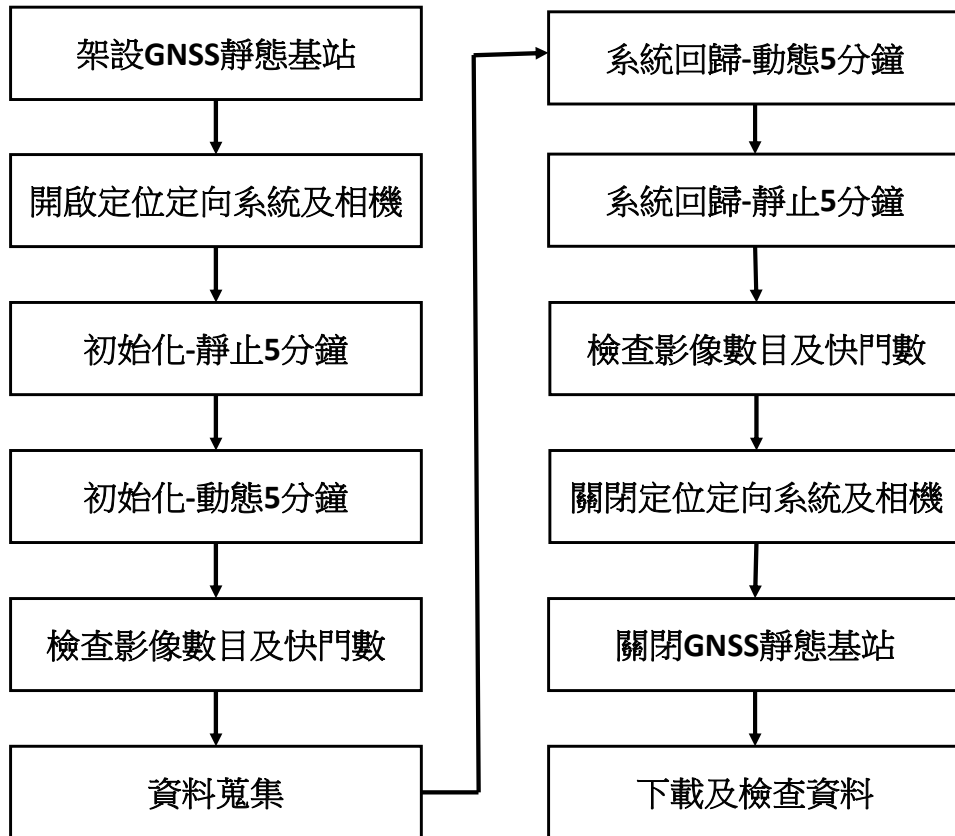 架設GNSS靜態基站
開啟定位定向系統及相機
初始化-靜止5分鐘
初始化-動態5分鐘
檢查影像數目及快門數
資料蒐集
系統回歸-動態5分鐘
系統回歸-靜止5分鐘
檢查影像數目及快門數
關閉定位定向系統及相機
關閉GNSS靜態基站
下載及檢查資料